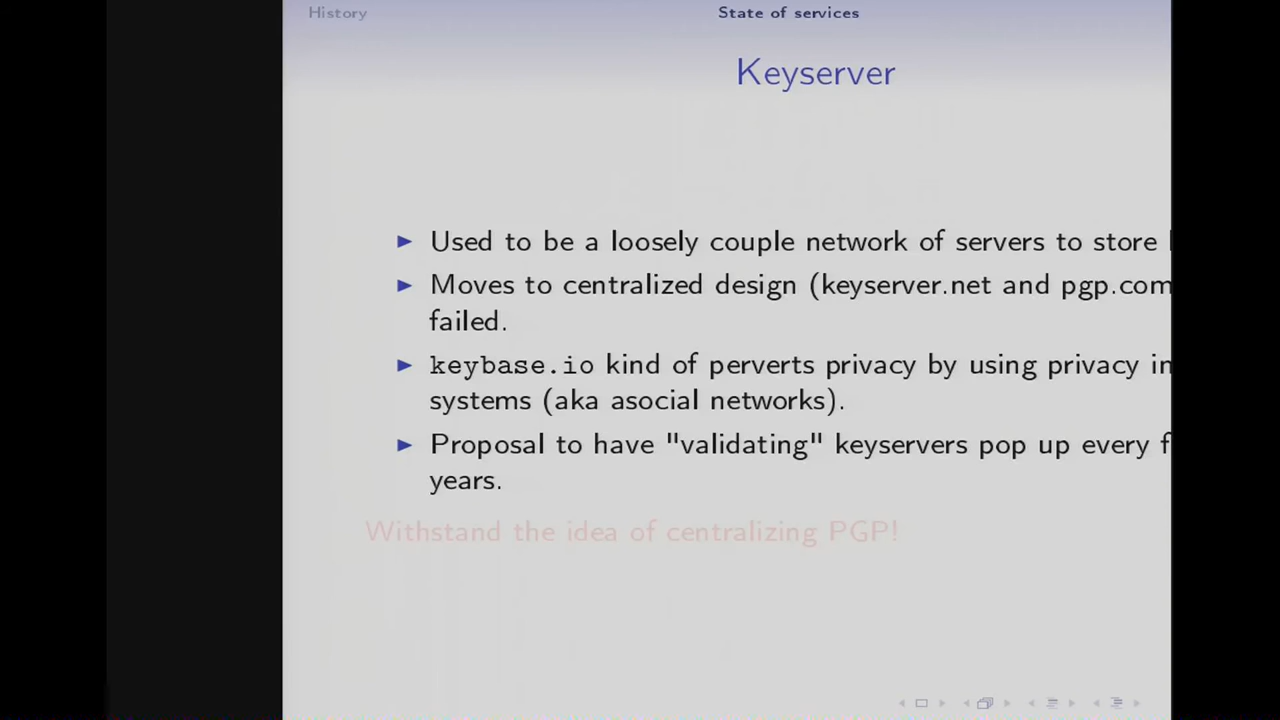 History State of services
Keyserver
Used to be a loosely couple network of servers to store
Moves to centralized design (keyserver.net and pgp.com
failed.
keybase.io kind of perverts privacy by using privacy in
systems (aka asocial networks).
Proposal to have "validating" keyservers pop up every f
years.
Withstand the idea of centralizing PGP!